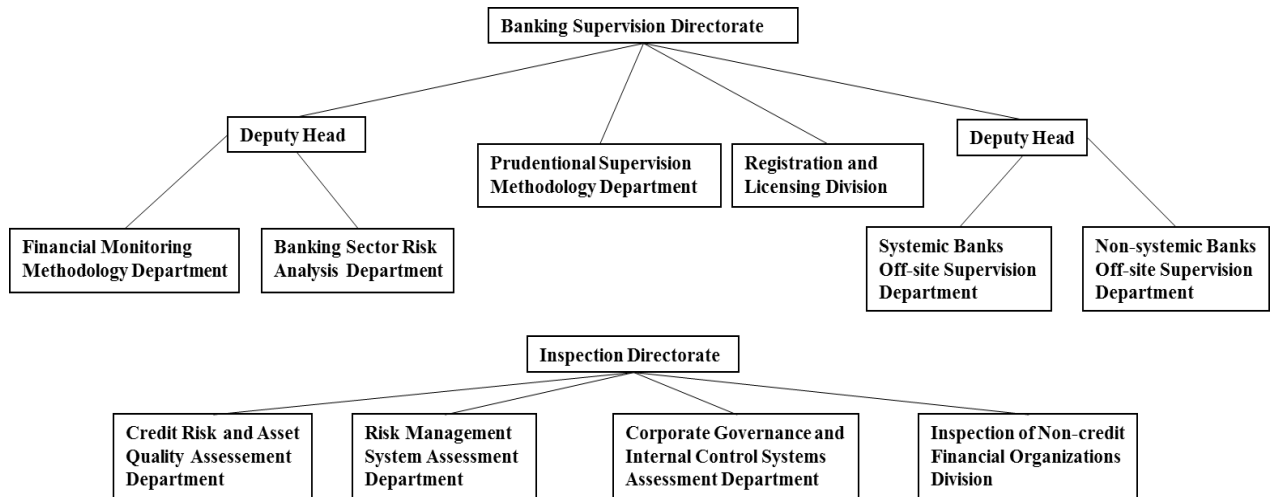 Banking Supervision Directorate
Deputy Head
Prudentional Supervision
Methodology Department
Registration and
Licensing Division
Deputy Head
Financial Monitoring
Methodology Department
Banking Sector Risk
Analysis Department
Systemic Banks
Off-site Supervision
Department
Non-systemic Banks
Off-site Supervision
Department
Inspection Directorate
Credit Risk and Asset
Quality Assessement
Department
Risk Management
System Assessment
Department
Corporate Governance and
Internal Control Systems
Assessment Department
Inspection of Non-credit
Financial Organizations
Division